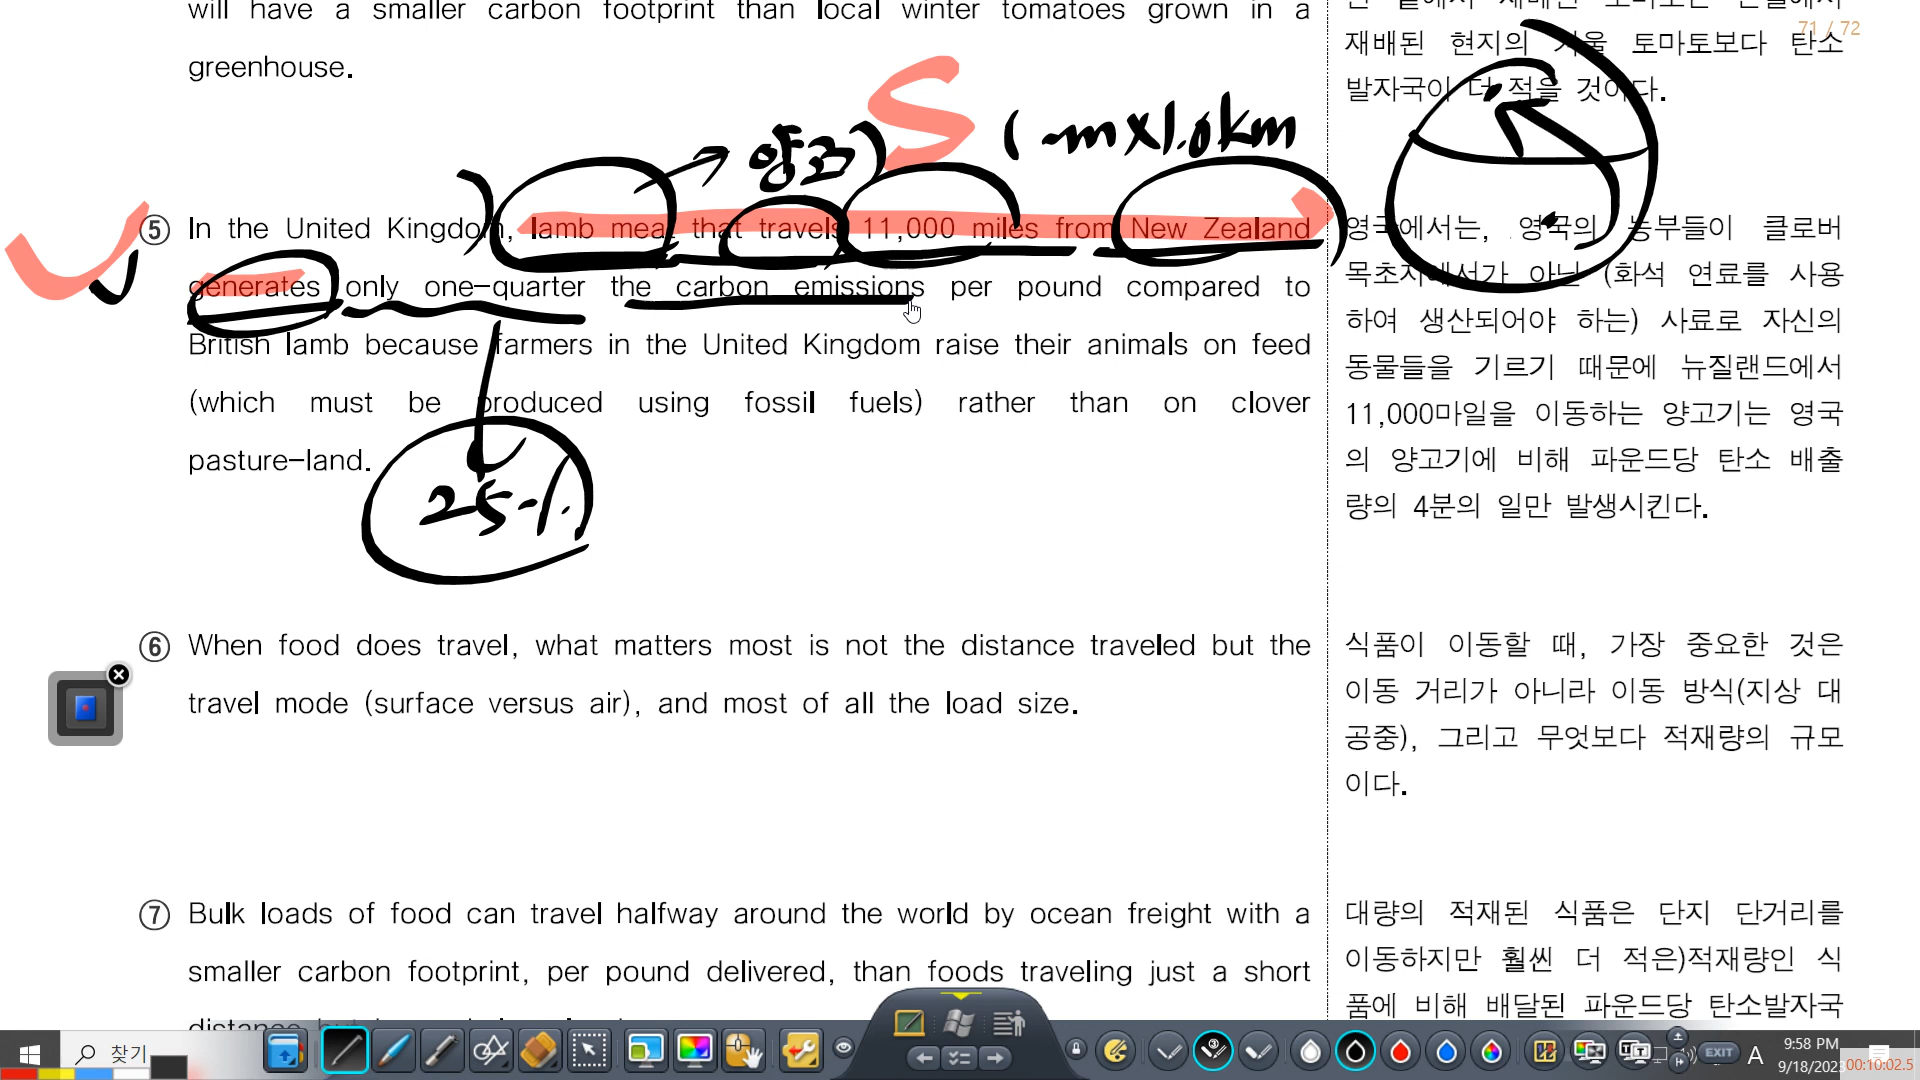 will have a smaller carbon footprint than local winter tomatoes grown in a
greenhouse.
재배된 현지의 겨울 토마토보다 탄소
발자국이 더 적을 것이다.
71 / 72
S
양고
m×1.6km
⑤ In the United Kingdom, lamb meat that travels 11,000 miles from New Zealand
generates only one-quarter the carbon emissions per pound compared to
British lamb because farmers in the United Kingdom raise their animals on feed
(which must be produced using fossil fuels) rather than on clover
pasture-land.
25%
영국에서는, 영국의 농부들이 클로버
목초지에서가 아닌 (화석 연료를 사용
하여 생산되어야 하는) 사료로 자신의
동물들을 기르기 때문에 뉴질랜드에서
11,000마일을 이동하는 양고기는 영국
의 양고기에 비해 파운드당 탄소 배출
량의 4분의 일만 발생시킨다.
⑥ When food does travel, what matters most is not the distance traveled but the
travel mode (surface versus air), and most of all the load size.
식품이 이동할 때, 가장 중요한 것은
이동 거리가 아니라 이동 방식(지상 대
공중), 그리고 무엇보다 적재량의 규모
이다.
⑦ Bulk loads of food can travel halfway around the world by ocean freight with a
smaller carbon footprint, per pound delivered, than foods traveling just a short
대량의 적재된 식품은 단지 단거리를
이동하지만 훨씬 더 적은)적재량인 식
품에 비해 배달된 파운드당 탄소발자국
찾기
EXIT
A
9:58 PM
9/18/202
00:10:02.5